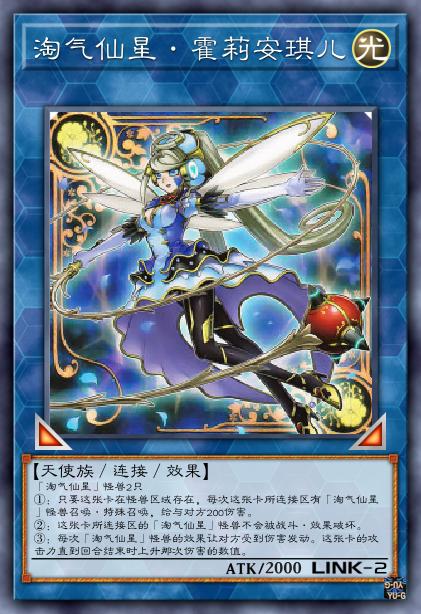 淘气仙星·霍莉安琪儿
光
【天使族／连接／效果】
「淘气仙星」怪兽2只
①：只要这张卡在怪兽区域存在，每次这张卡所连接区有「淘气仙
星」怪兽召唤·特殊召唤，给与对方200伤害。
②：这张卡所连接区的「淘气仙星」怪兽不会被战斗·效果破坏。
③：每次「淘气仙星」怪兽的效果让对方受到伤害发动。这张卡的攻
击力直到回合结束时上升那次伤害的数值。
ATK/2000 LINK-2